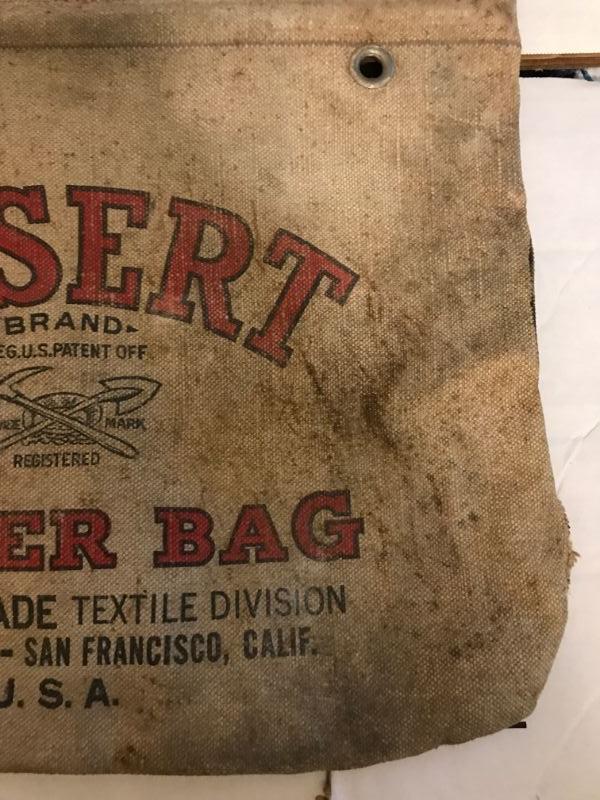 SERT
BRAND
EG.U.S.PATENT OFF.
MARK
REGISTERED
ER BAG
ADE TEXTILE DIVISION
- SAN FRANCISCO, CALIF.
U. S. A.